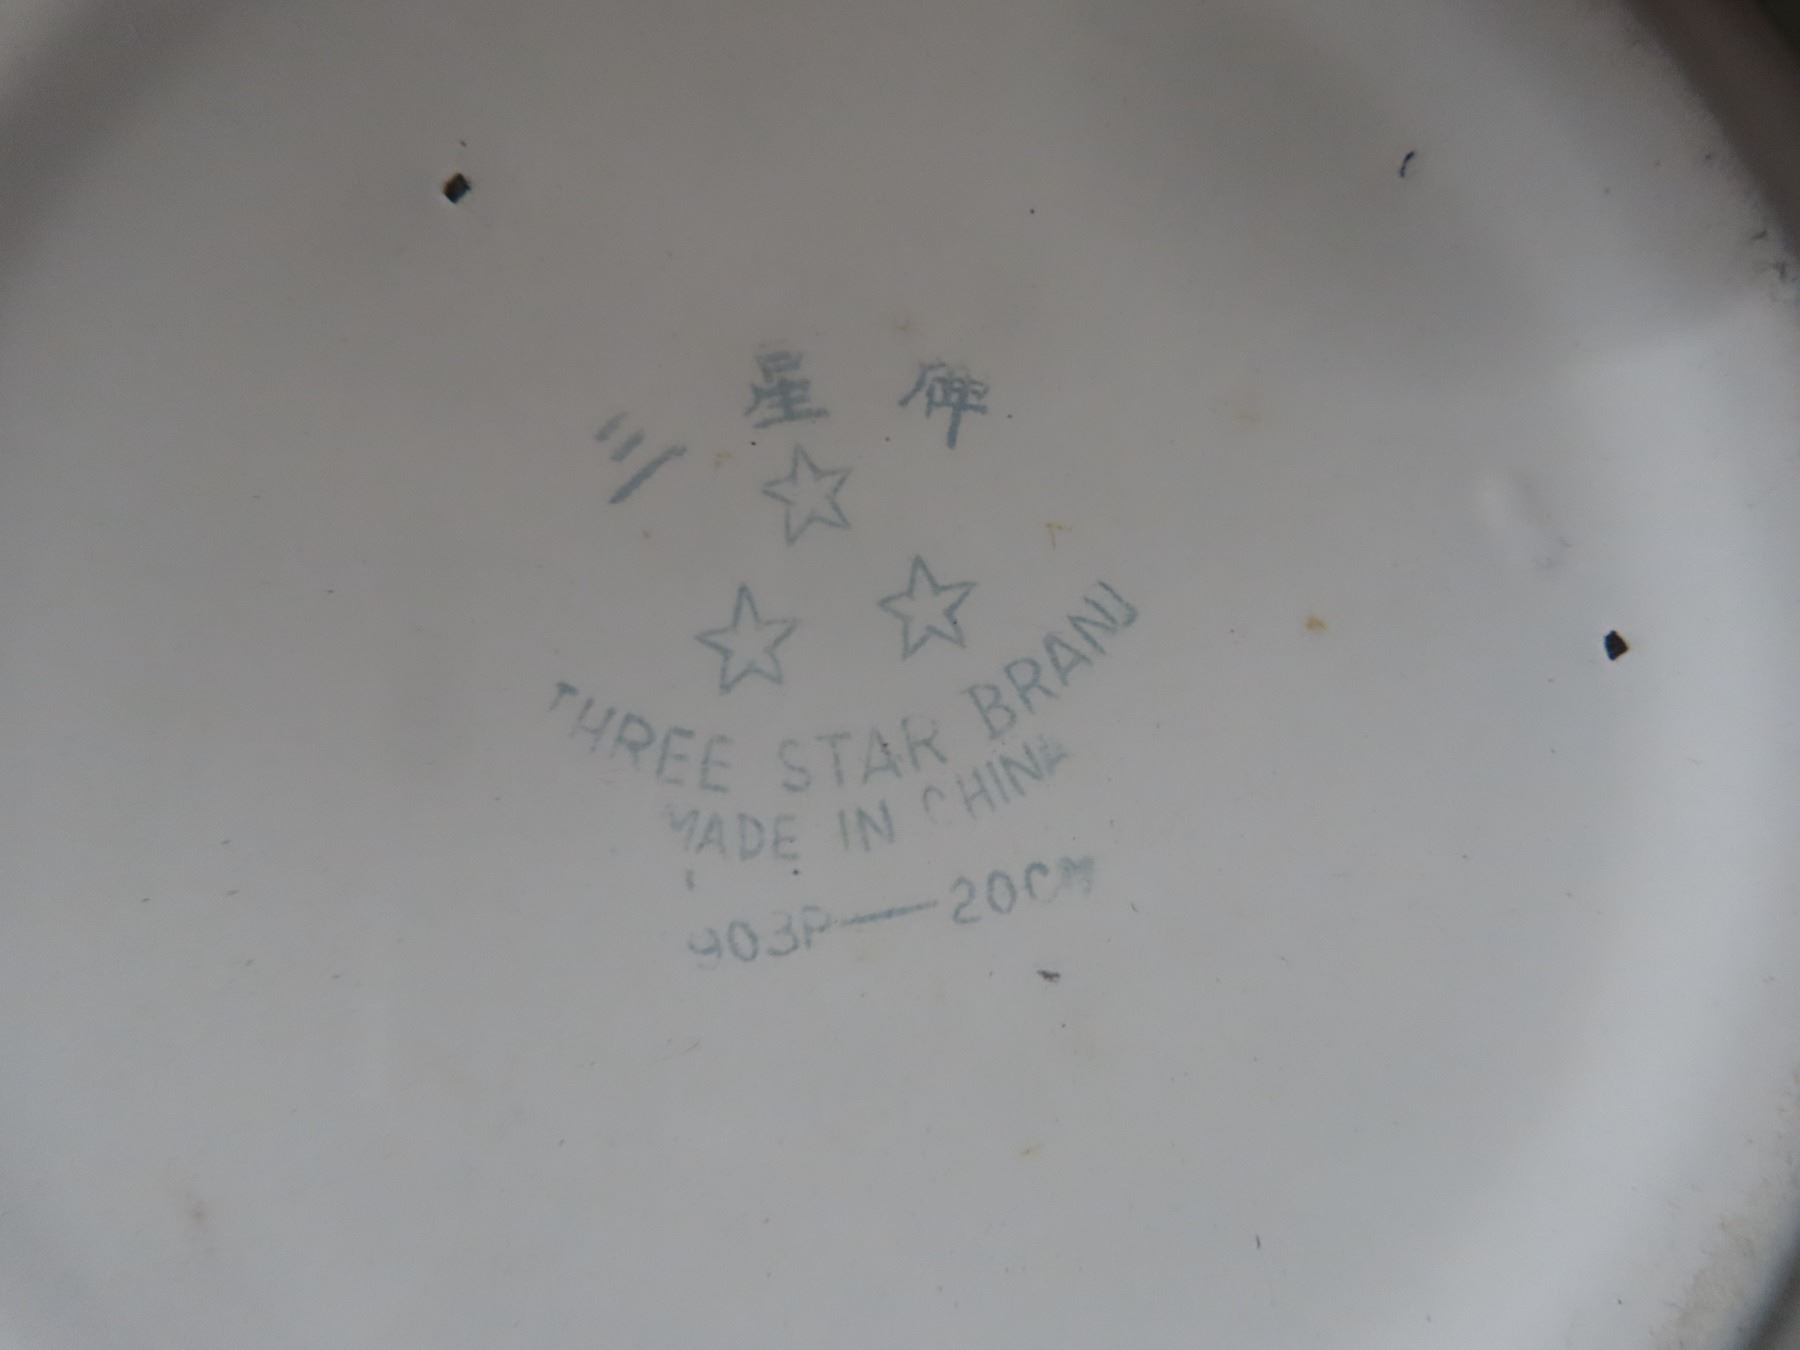 三星牌
THREE STAR BRAND
MADE IN CHINA
903P—20CM